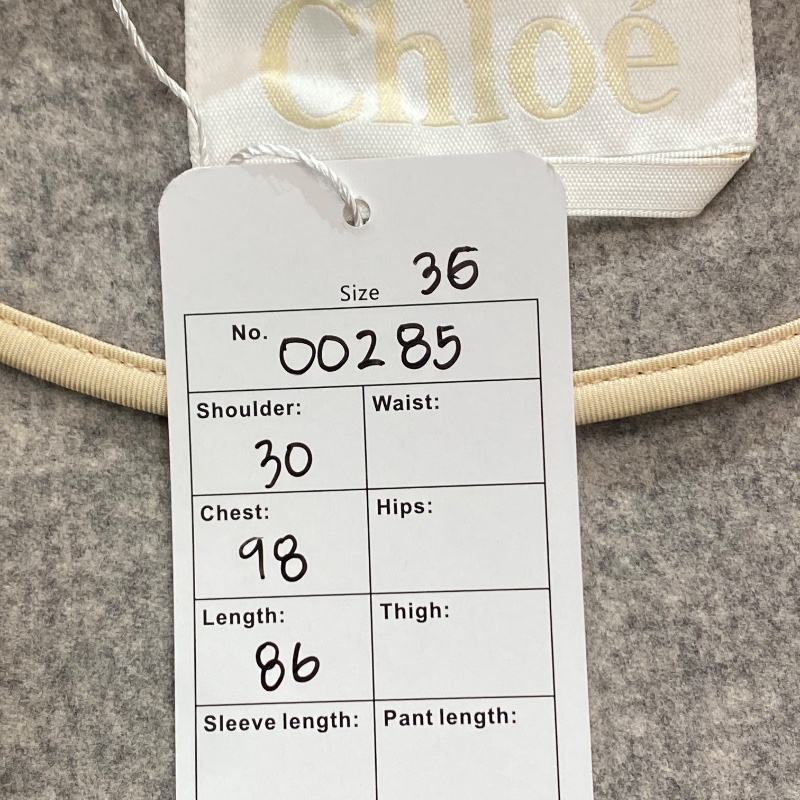 Chloé
Size 36
No. 00285
Shoulder: 30 Waist:
Chest: 98 Hips:
Length: 86 Thigh:
Sleeve length: Pant length: